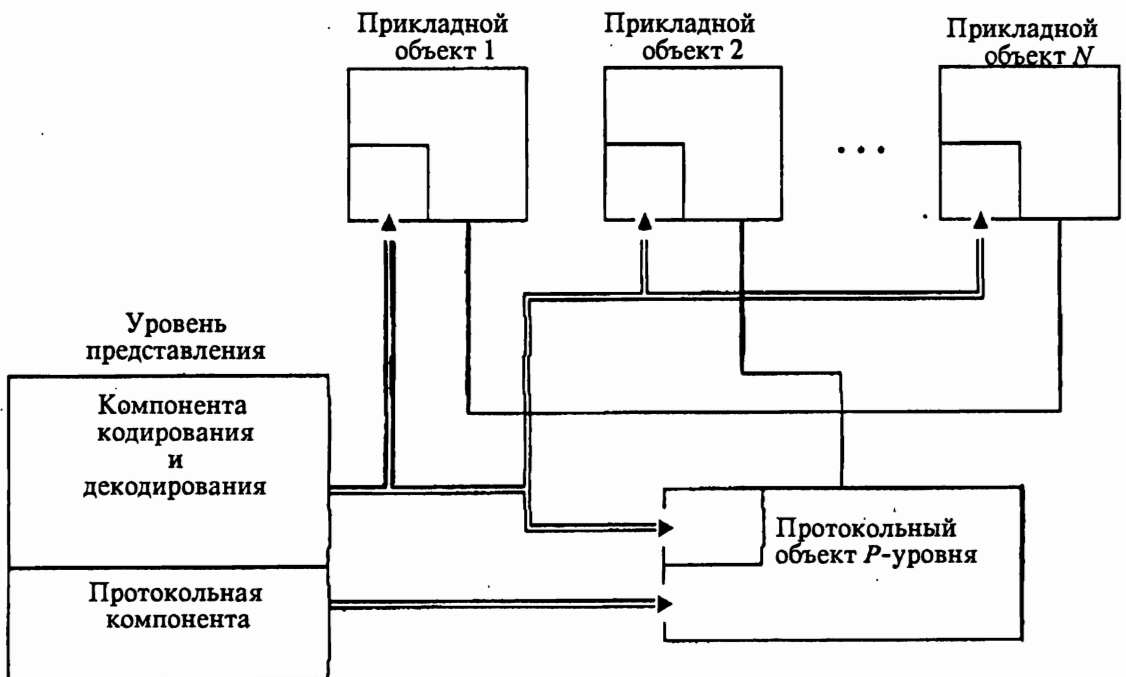 Прикладной
объект 1
Прикладной
объект 2
Прикладной
объект N
• • •
Уровень
представления
Компонента
кодирования
и
декодирования
Протокольный
объект P-уровня
Протокольная
компонента